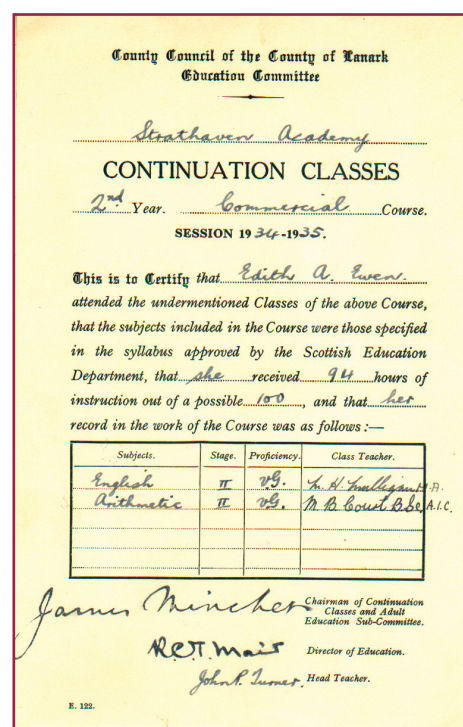 County Council of the County of Lanark
Education Committee
Strathaven Academy
CONTINUATION CLASSES
2nd Year. Commercial Course.
SESSION 1934-1935.
This is to Certify that Edith A. Ewen.
attended the undermentioned Classes of the above Course,
that the subjects included in the Course were those specified
in the syllabus approved by the Scottish Education
Department, that she received 94 hours of
instruction out of a possible 100, and that her
record in the work of the Course was as follows :—
Subjects. Stage. Proficiency. Class Teacher.
English II V.G. M. H. Mulligan M.A.
Arithmetic II V.G. M. B. Court B.Sc, A.I.C.
James Mincher Chairman of Continuation
Classes and Adult
Education Sub-Committee.
R.C.T. Mair Director of Education.
John P. Turner. Head Teacher.
E. 122.